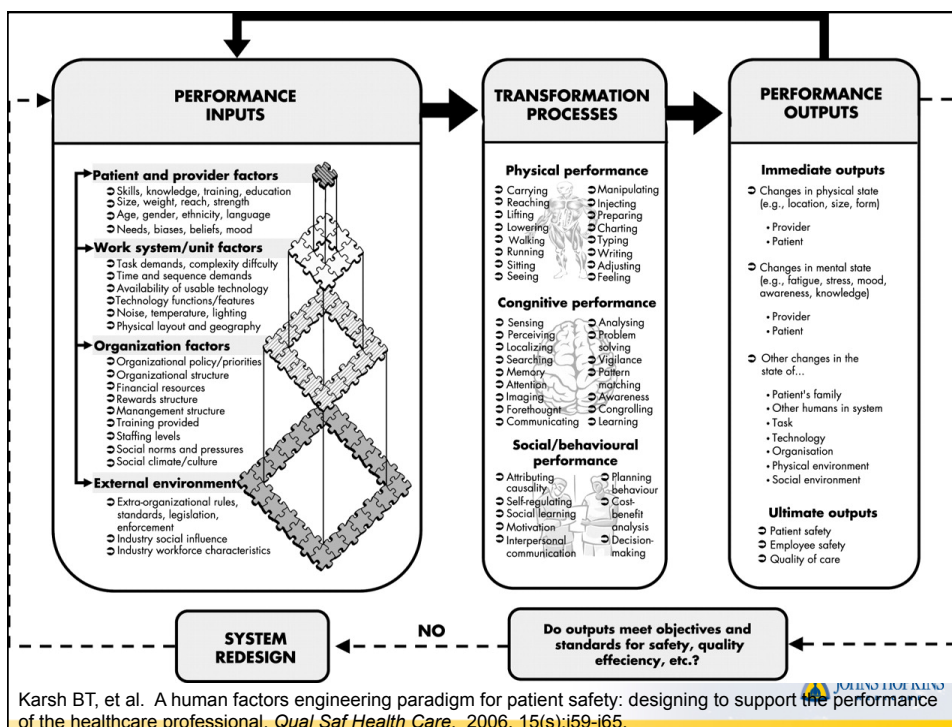 PERFORMANCE
INPUTS
Patient and provider factors
Skills, knowledge, training, education
Size, weight, reach, strength
Age, gender, ethnicity, language
Needs, biases, beliefs, mood
Work system/unit factors
Task demands, complexity diffculty
Time and sequence demands
Availability of usable technology
Technology functions/features
Noise, temperature, lighting
Physical layout and geography
Organization factors
Organizational policy/priorities
Organizational structure
Financial resources
Rewards structure
Manangement structure
Training provided
Staffing levels
Social norms and pressures
Social climate/culture
External environment
Extra-organizational rules,
standards, legislation,
enforcement
Industry social influence
Industry workforce characteristics
TRANSFORMATION
PROCESSES
Physical performance
Carrying
Reaching
Lifting
Lowering
Walking
Running
Sitting
Seeing
Manipulating
Injecting
Preparing
Charting
Typing
Writing
Adjusting
Feeling
Congnitive performance
Sensing
Perceiving
Localizing
Searching
Memory
Attention
Imaging
Forethought
Communicating
Analysing
Problem
solving
Vigilance
Pattern
matching
Awareness
Congrolling
Learning
Social/behavioural
performance
Attributing
causality
Self-regulating
Social learning
Motivation
Interpersonal
communication
Planning
behaviour
Cost-
benefit
analysis
Decision-
making
PERFORMANCE
OUTPUTS
Immediate outputs
Changes in physical state
(e.g., location, size, form)
• Provider
• Patient
Changes in mental state
(e.g., fatigue, stress, mood,
awareness, knowledge)
• Provider
• Patient
Other changes in the
state of...
• Patient's family
• Other humans in system
• Task
• Technology
• Organisation
• Physical environment
• Social environment
Ultimate outputs
Patient safety
Employee safety
Quality of care
SYSTEM
REDESIGN
NO
Do outputs meet objectives and
standards for safety, quality
effeciency, etc.?
JOHNS HOPKINS
Karsh BT, et al. A human factors engineering paradigm for patient safety: designing to support the performance
of the healthcare professional. Qual Saf Health Care. 2006. 15(s):i59-i65.